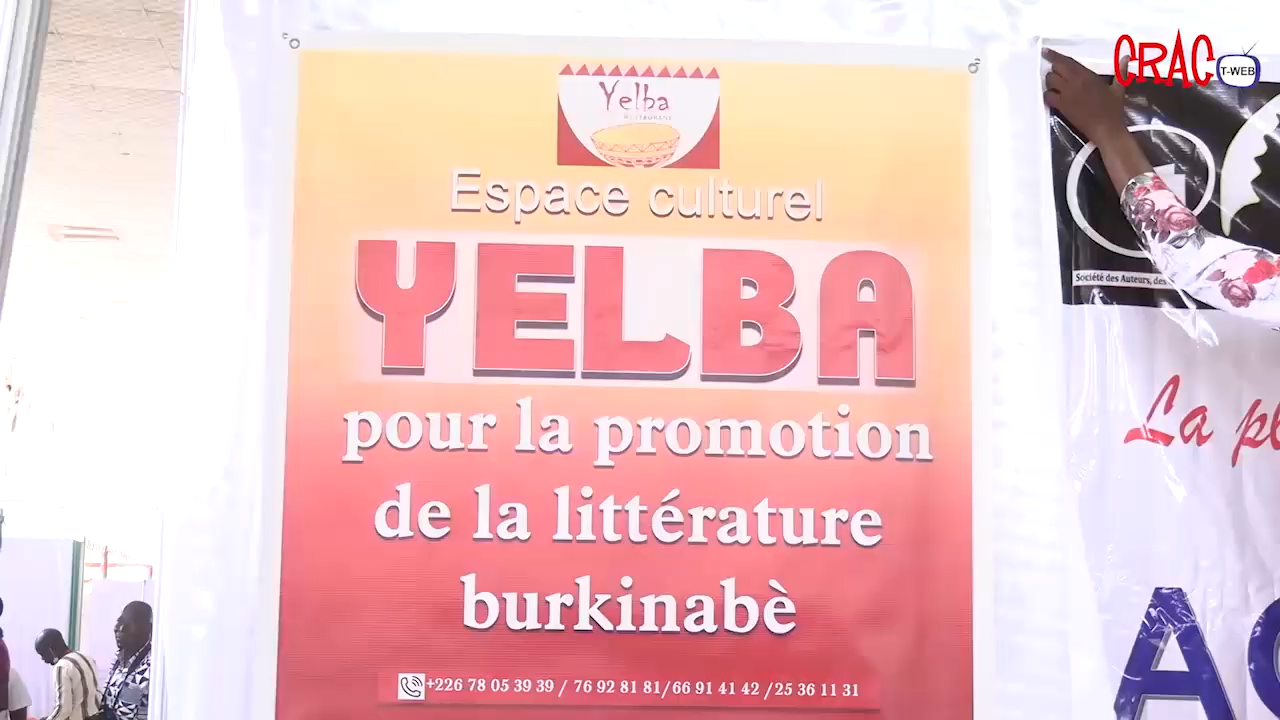 CRAC
T-WEB
Yelba
RESTAURANT
Espace culturel
YELBA
pour la promotion
de la littérature
burkinabè
+226 78 05 39 39 / 76 92 81 81/66 91 41 42 /25 36 11 31
Société des Auteurs, des
La